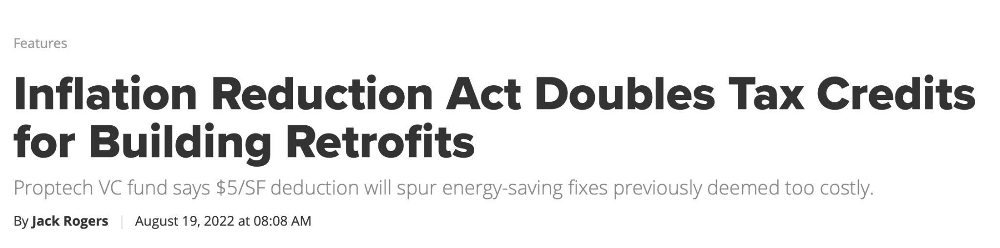 Features
Inflation Reduction Act Doubles Tax Credits
for Building Retrofits
Proptech VC fund says $5/SF deduction will spur energy-saving fixes previously deemed too costly.
By Jack Rogers | August 19, 2022 at 08:08 AM